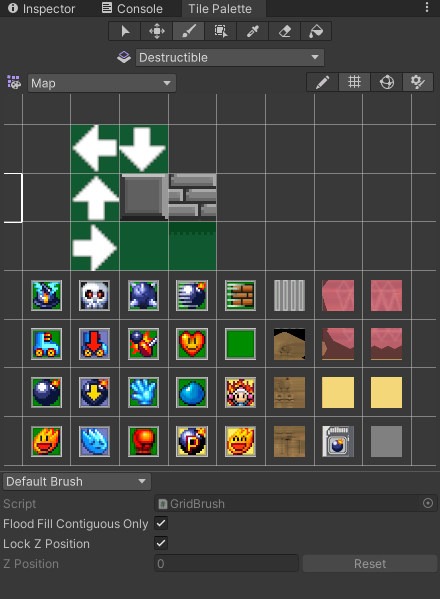 Inspector
Console
Tile Palette
Destructible
Map
P
Default Brush
Script
GridBrush
Flood Fill Contiguous Only
Lock Z Position
Z Position
0
Reset